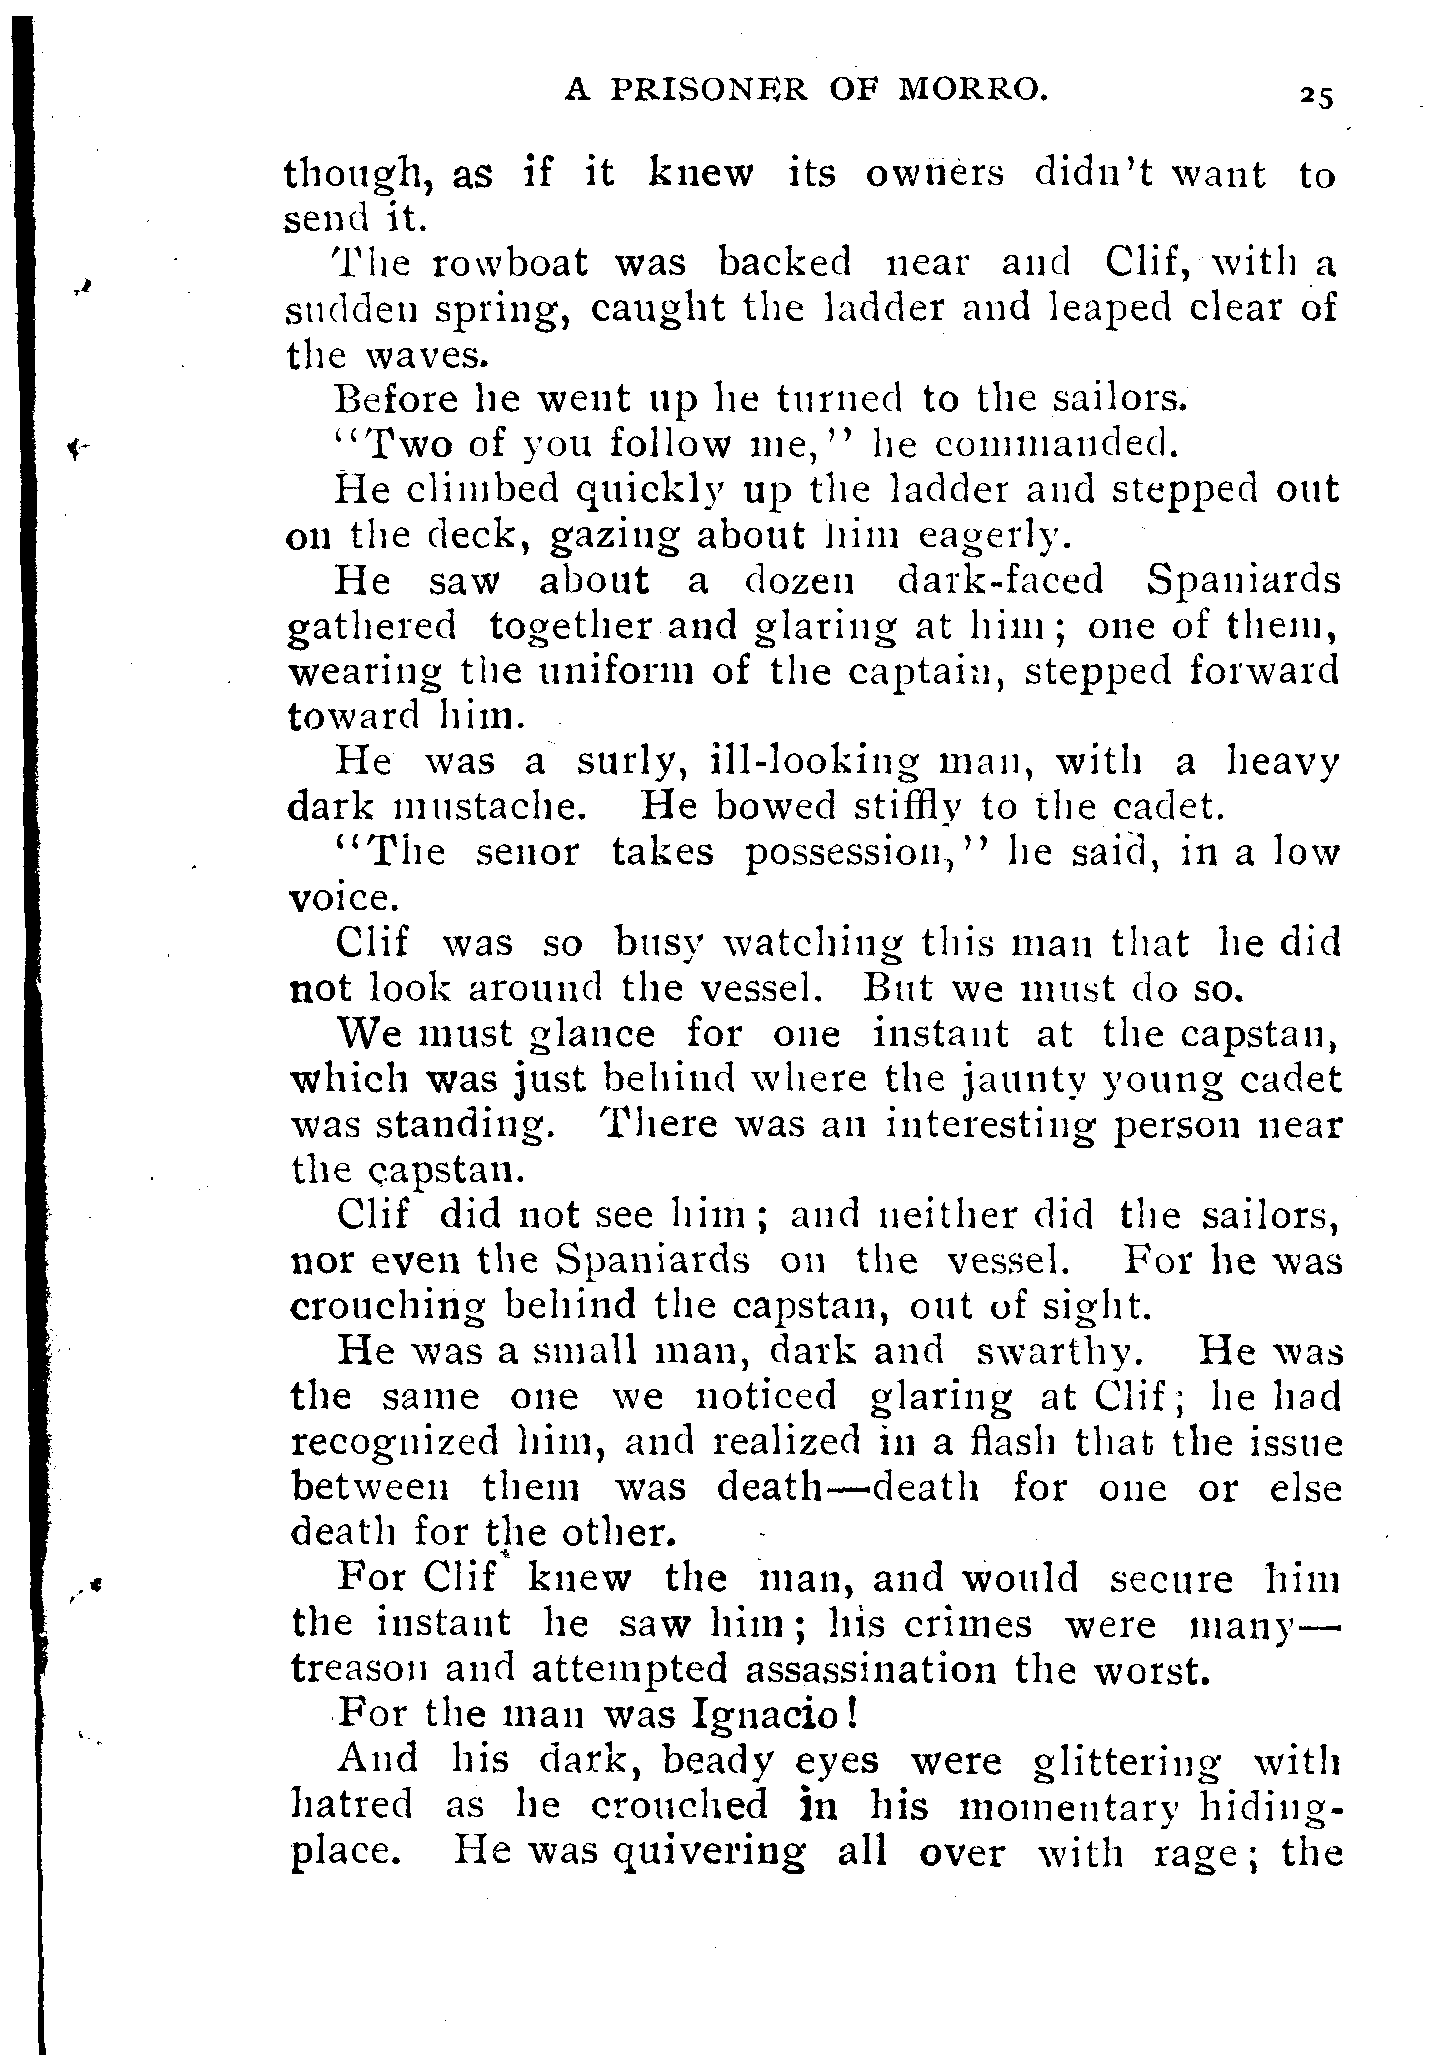 A PRISONER OF MORRO. 25
though, as if it knew its owners didn't want to
send it.
The rowboat was backed near and Clif, with a
sudden spring, caught the ladder and leaped clear of
the waves.
Before he went up he turned to the sailors.
"Two of you follow me," he commanded.
He climbed quickly up the ladder and stepped out
on the deck, gazing about him eagerly.
He saw about a dozen dark-faced Spaniards
gathered together and glaring at him; one of them,
wearing the uniform of the captain, stepped forward
toward him.
He was a surly, ill-looking man, with a heavy
dark mustache. He bowed stiffly to the cadet.
"The senor takes possession," he said, in a low
voice.
Clif was so busy watching this man that he did
not look around the vessel. But we must do so.
We must glance for one instant at the capstan,
which was just behind where the jaunty young cadet
was standing. There was an interesting person near
the capstan.
Clif did not see him; and neither did the sailors,
nor even the Spaniards on the vessel. For he was
crouching behind the capstan, out of sight.
He was a small man, dark and swarthy. He was
the same one we noticed glaring at Clif; he had
recognized him, and realized in a flash that the issue
between them was death—death for one or else
death for the other.
For Clif knew the man, and would secure him
the instant he saw him; his crimes were many—
treason and attempted assassination the worst.
For the man was Ignacio!
And his dark, beady eyes were glittering with
hatred as he crouched in his momentary hiding-
place. He was quivering all over with rage; the